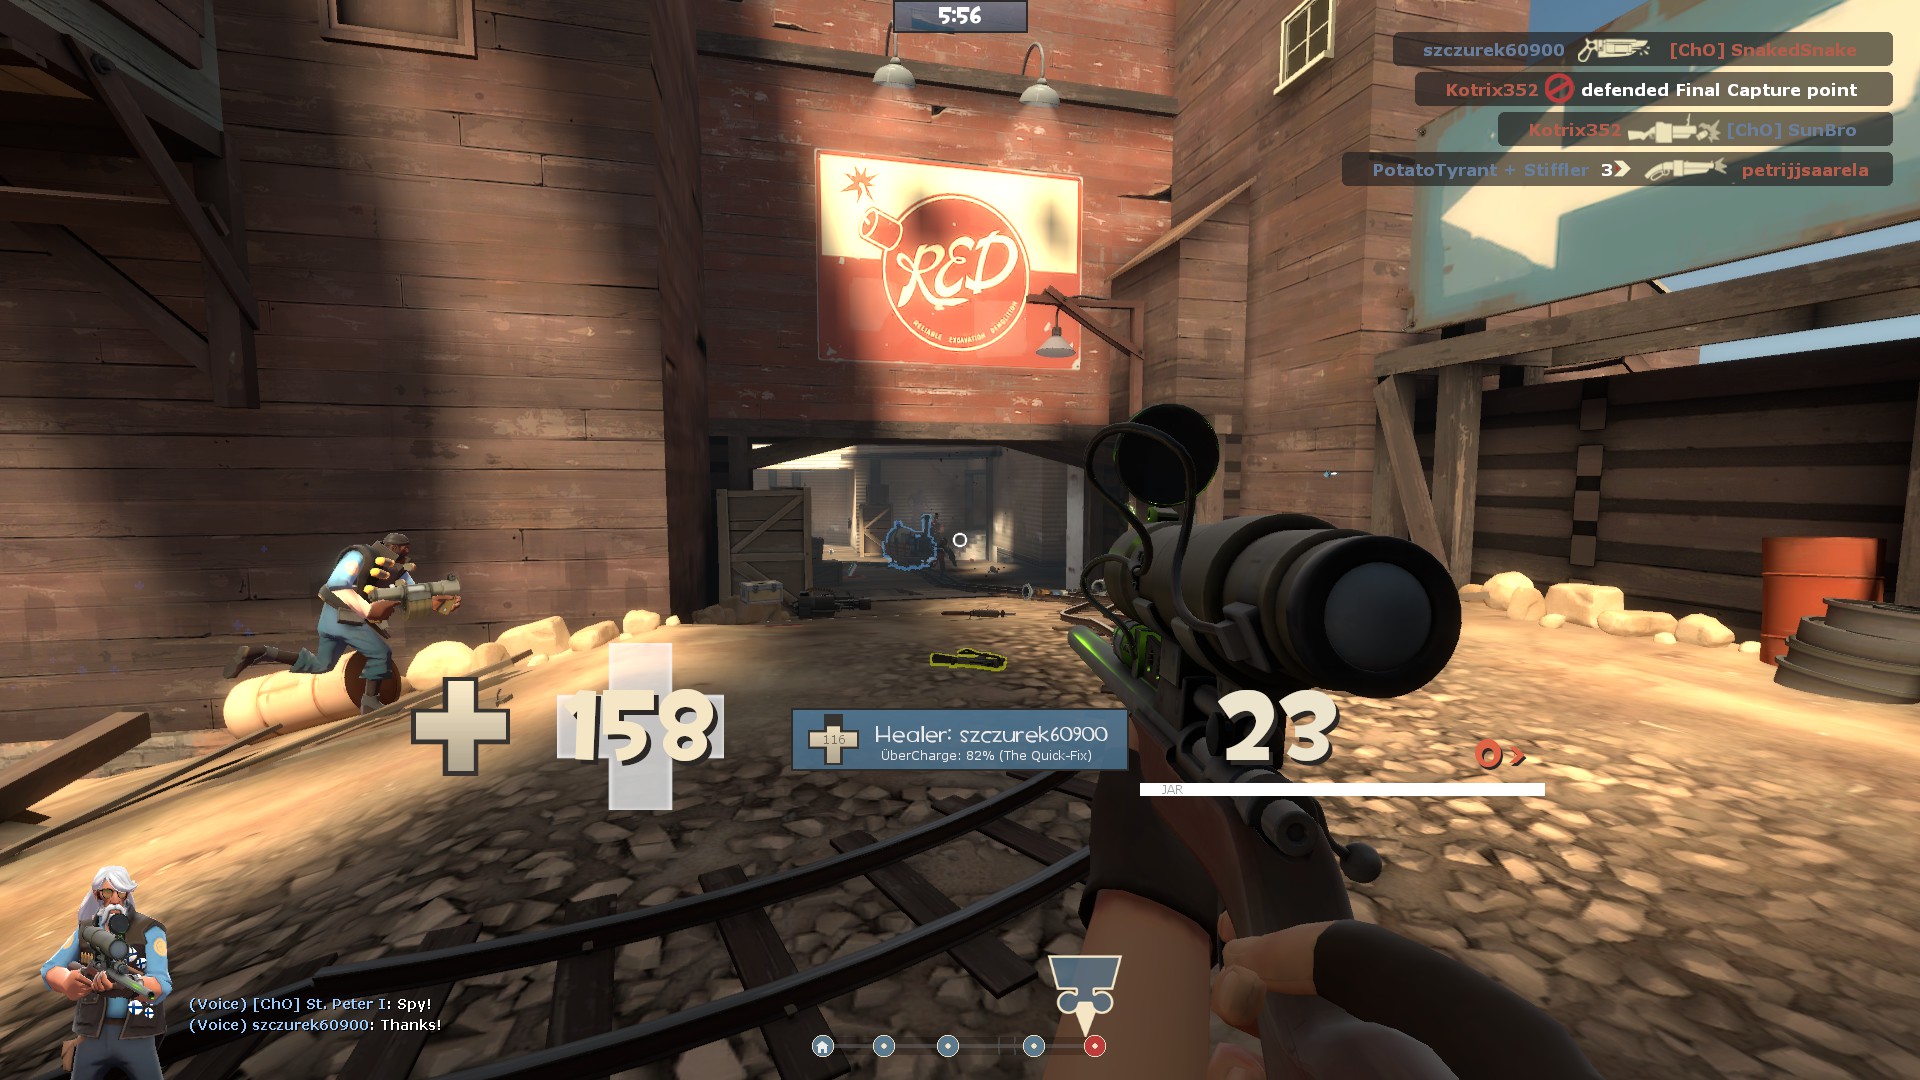 5:56
szczurek60900 [ChO] SnakedSnake
Kotrix352 defended Final Capture point
Kotrix352 [ChO] SunBro
PotatoTyrant + Stiffler 3 petrijjsaarela
RED
RELIABLE EXCAVATION DEMOLITION
158
116
Healer: szczurek60900
ÜberCharge: 82% (The Quick-Fix)
23
JAR
(Voice) [ChO] St. Peter I: Spy!
(Voice) szczurek60900: Thanks!